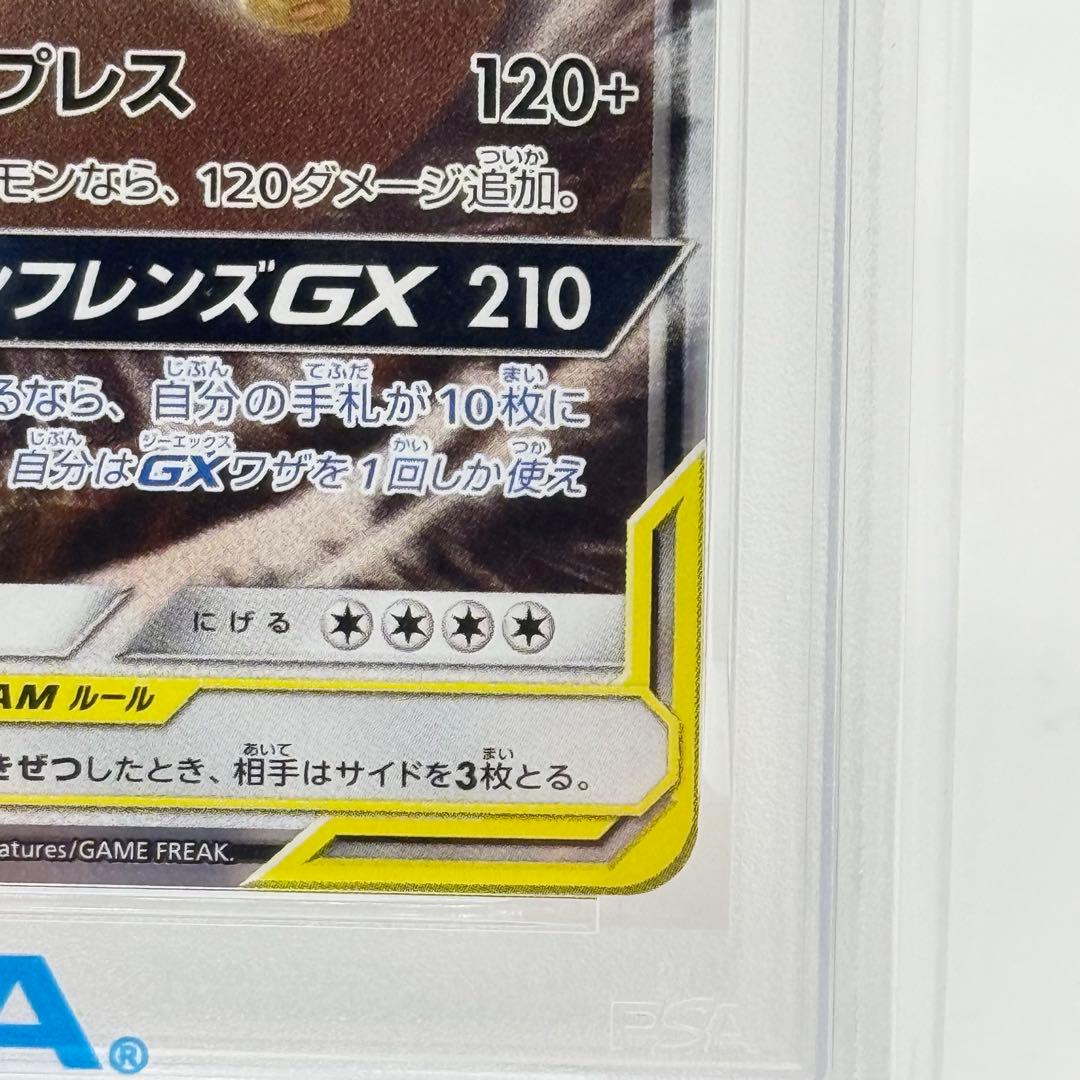 プレス 120+
モンなら、120ダメージ追加。
ンフレンズGX 210
るなら、自分の手札が10枚に
自分はGXワザを1回しか使え
にげる
AM ルール
きぜつしたとき、相手はサイドを3枚とる。
atures/GAME FREAK.
A®
PSA